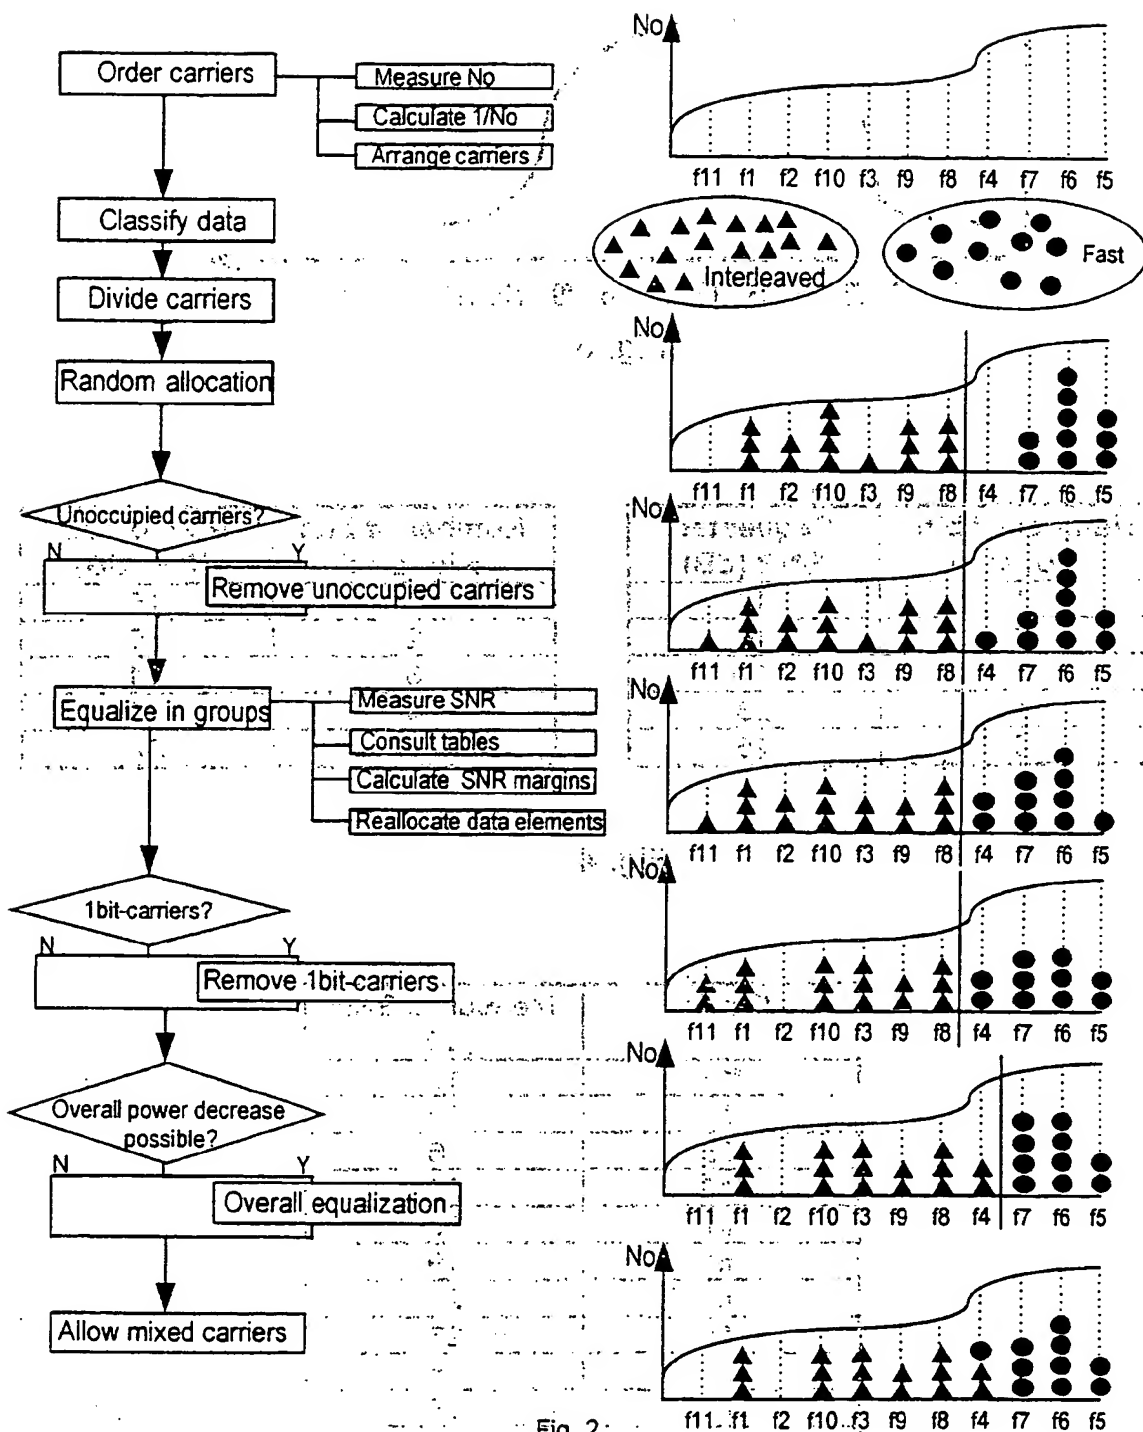 Order carriers
Measure No
Calculate 1/No
Arrange carriers
Classify data
Divide carriers
Random allocation
Unoccupied carriers?
N Y
Remove unoccupied carriers
Equalize in groups
Measure SNR
Consult tables
Calculate SNR margins
Reallocate data elements
1bit-carriers?
N Y
Remove 1bit-carriers
Overall power decrease
possible?
N Y
Overall equalization
Allow mixed carriers
No
f11 f1 f2 f10 f3 f9 f8 f4 f7 f6 f5
Interleaved
Fast
No
f11 f1 f2 f10 f3 f9 f8 f4 f7 f6 f5
No
f11 f1 f2 f10 f3 f9 f8 f4 f7 f6 f5
No
f11 f1 f2 f10 f3 f9 f8 f4 f7 f6 f5
No
f11 f1 f2 f10 f3 f9 f8 f4 f7 f6 f5
No
f11 f1 f2 f10 f3 f9 f8 f4 f7 f6 f5
No
f11 f1 f2 f10 f3 f9 f8 f4 f7 f6 f5
Fig. 2